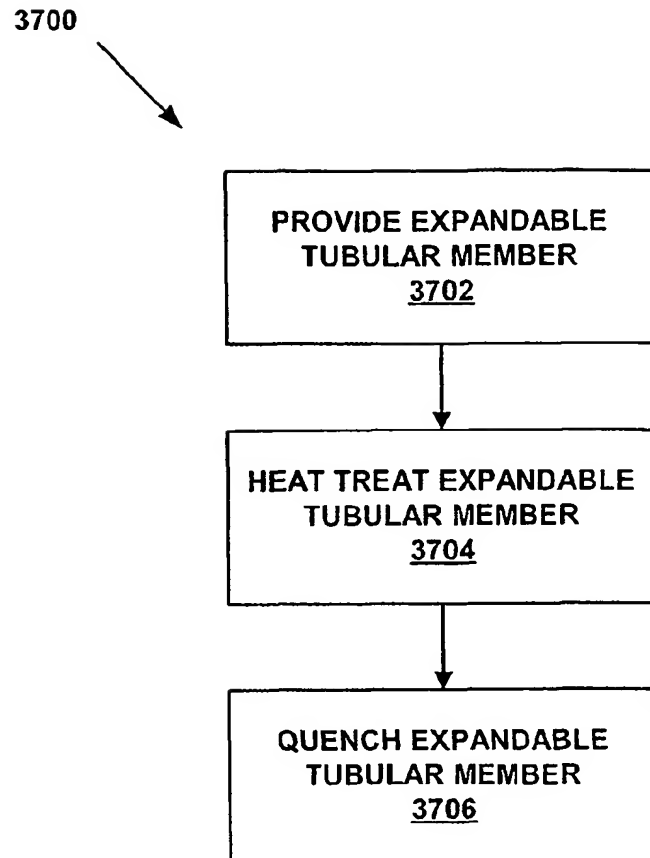 3700
PROVIDE EXPANDABLE
TUBULAR MEMBER
3702
HEAT TREAT EXPANDABLE
TUBULAR MEMBER
3704
QUENCH EXPANDABLE
TUBULAR MEMBER
3706